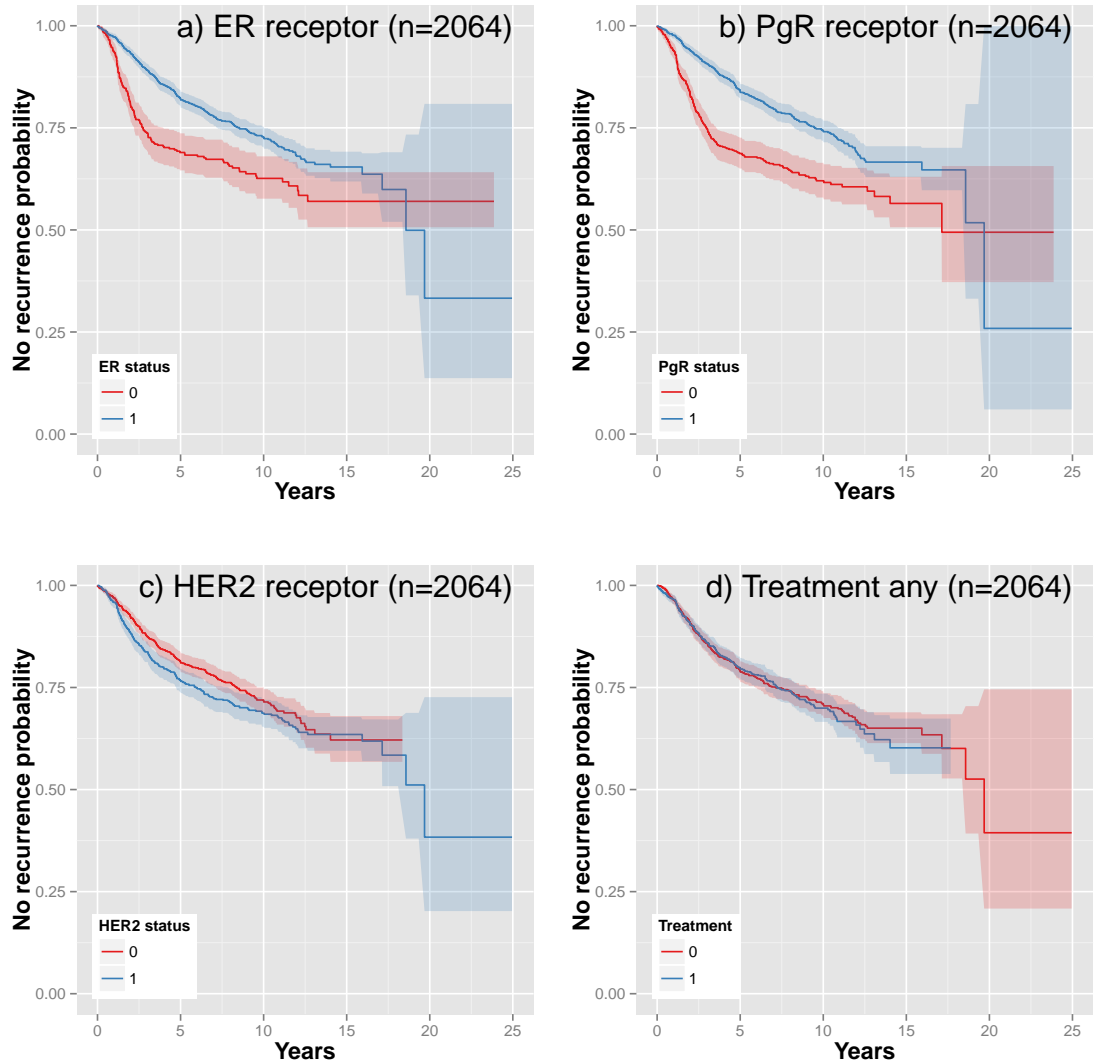 a) ER receptor (n=2064)
No recurrence probability
1.00
0.75
0.50
0.25
0.00
ER status
0
1
0 5 10 15 20 25
Years
b) PgR receptor (n=2064)
No recurrence probability
1.00
0.75
0.50
0.25
0.00
PgR status
0
1
0 5 10 15 20 25
Years
c) HER2 receptor (n=2064)
No recurrence probability
1.00
0.75
0.50
0.25
0.00
HER2 status
0
1
0 5 10 15 20 25
Years
d) Treatment any (n=2064)
No recurrence probability
1.00
0.75
0.50
0.25
0.00
Treatment
0
1
0 5 10 15 20 25
Years